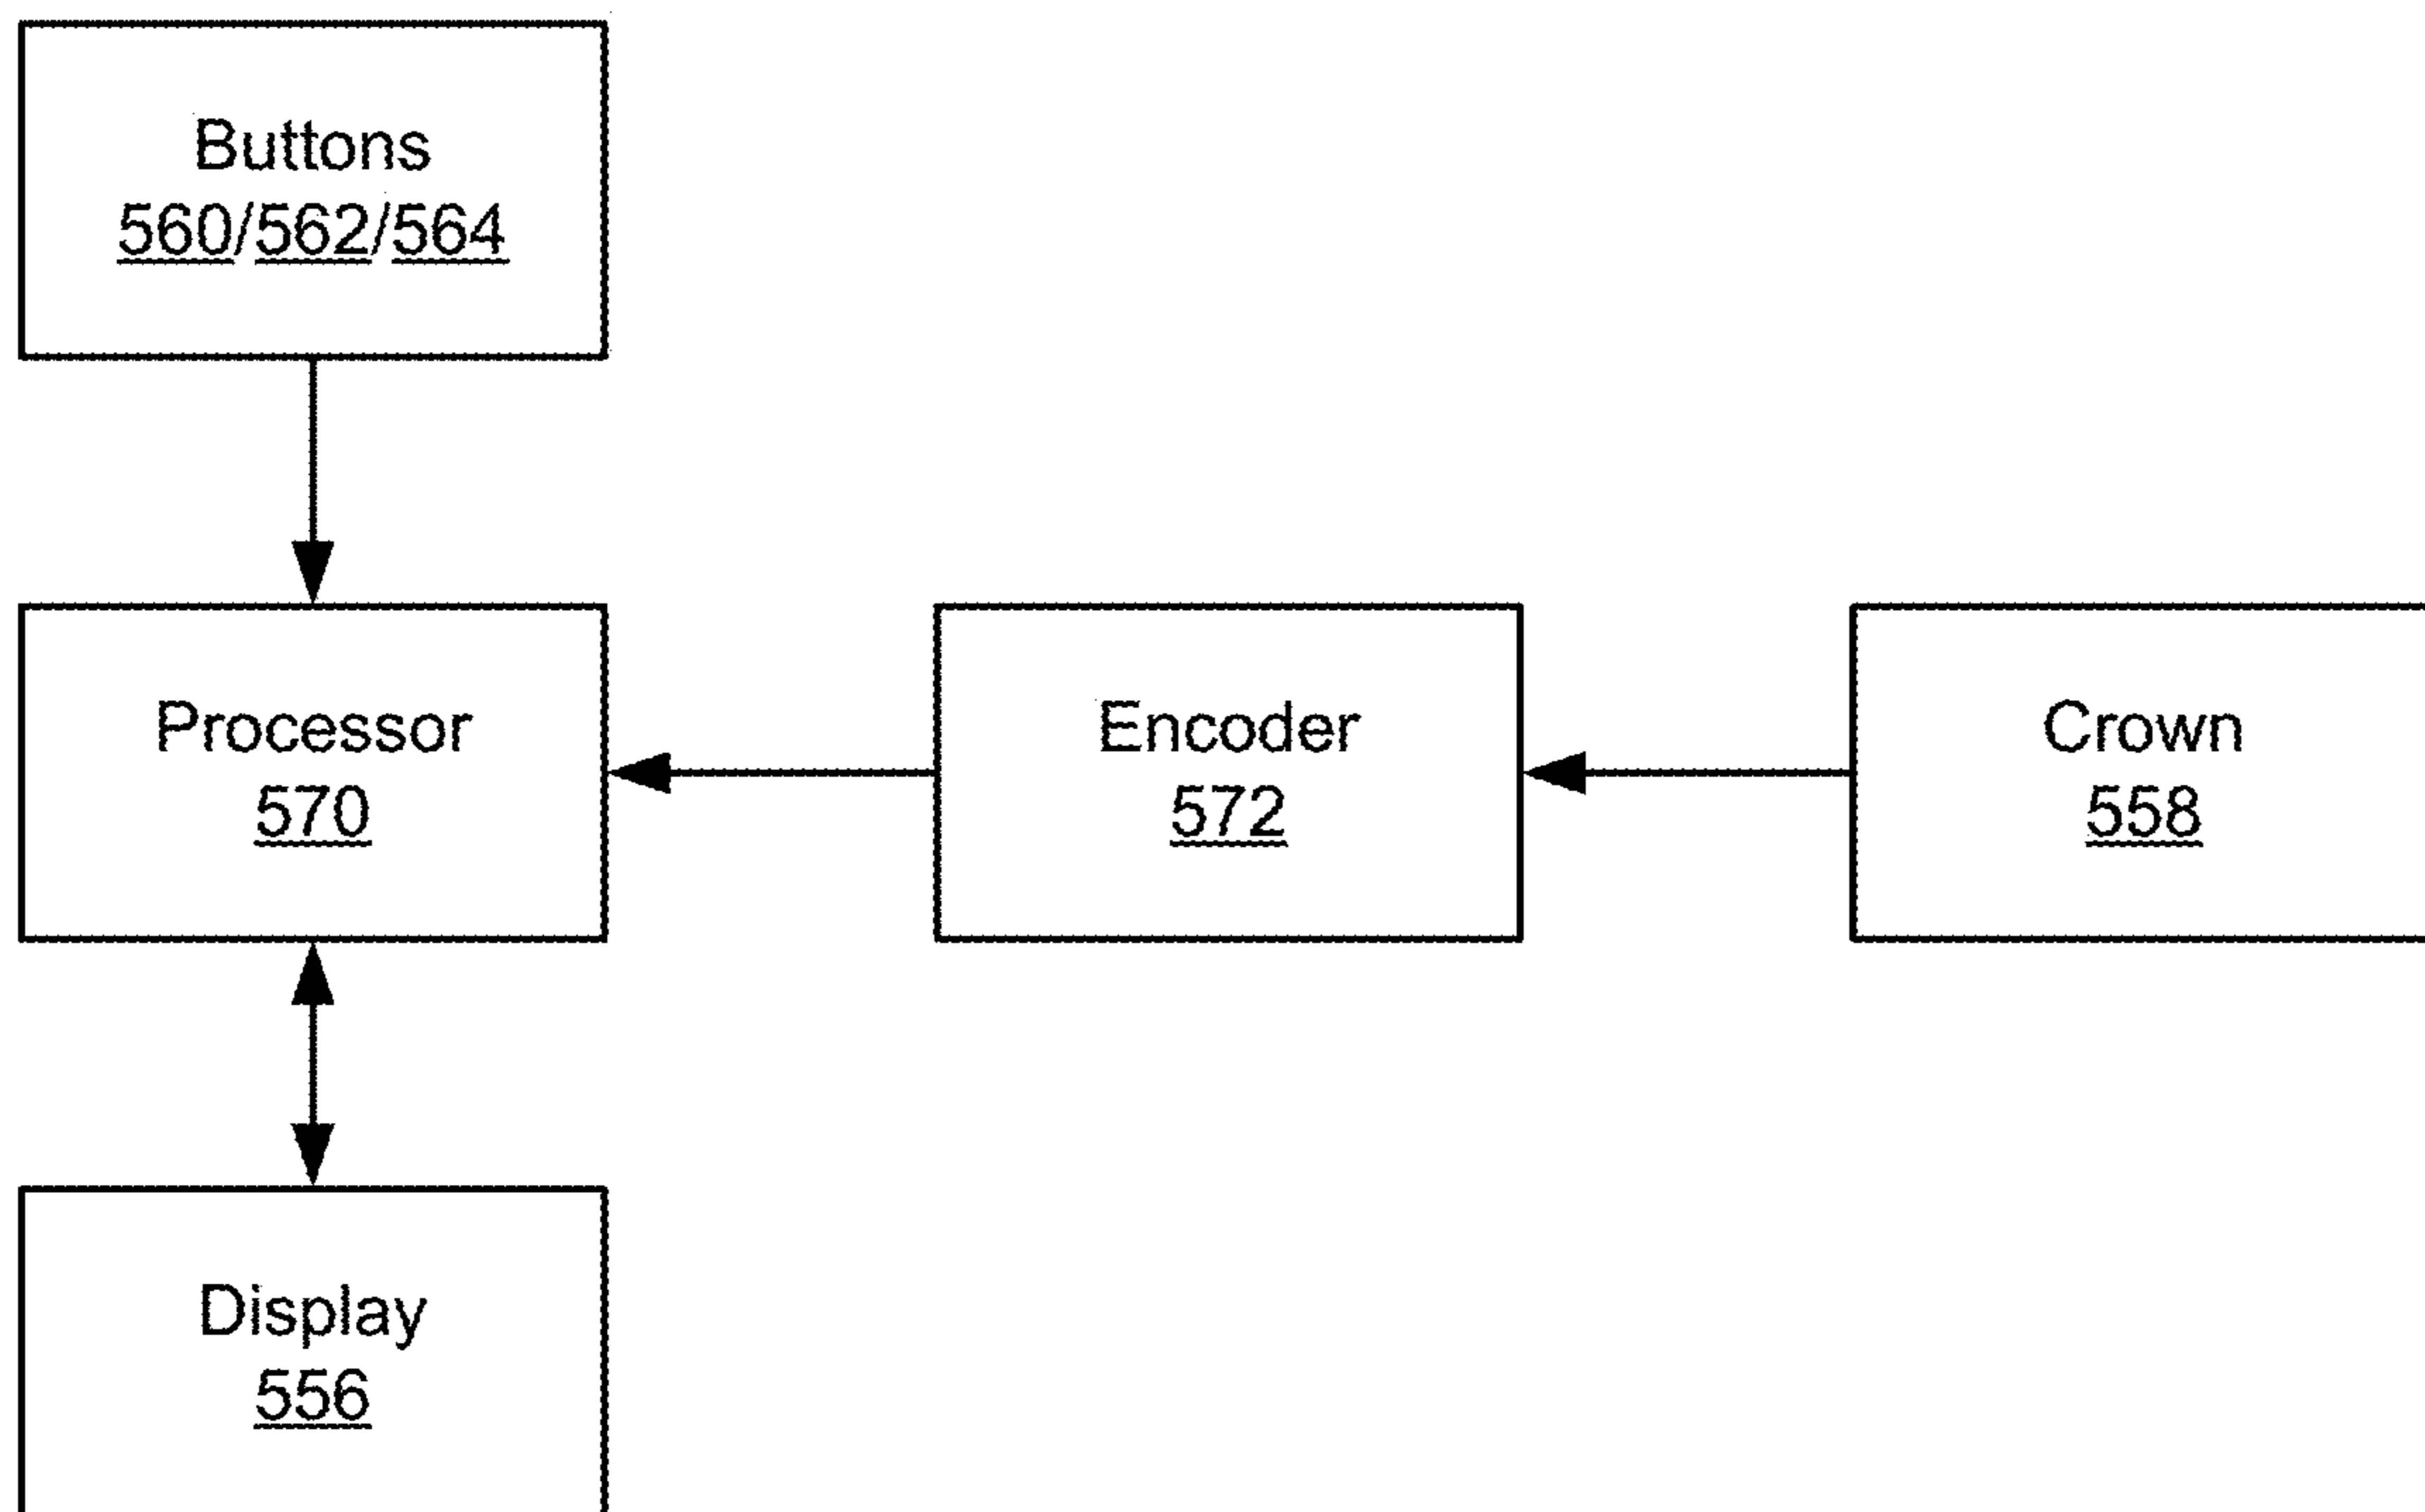 Buttons
560/562/564
Processor
570
Encoder
572
Crown
558
Display
556